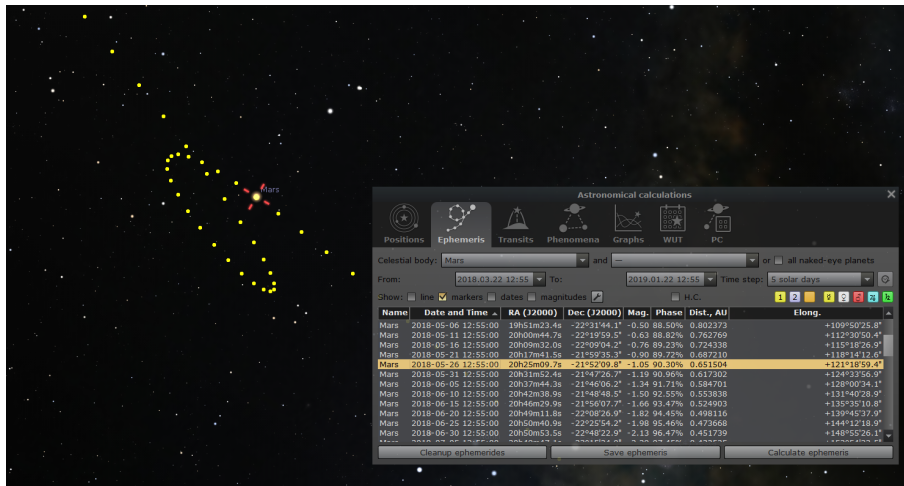 Mars
Astronomical calculations
Positions Ephemeris Transits Phenomena Graphs WUT PC
Celestial body: Mars and --- or all naked-eye planets
From: 2018.03.22 12:55 To: 2019.01.22 12:55 Time step: 5 solar days
Show: line markers dates magnitudes H.C. 1 2
Name Date and Time RA (J2000) Dec (J2000) Mag. Phase Dist., AU Elong.
Mars 2018-05-06 12:55:00 19h51m23.4s -22°31'44.1" -0.50 88.50% 0.802373 +109°50'25.8"
Mars 2018-05-11 12:55:00 20h00m44.7s -22°19'59.5" -0.63 88.82% 0.762769 +112°30'50.4"
Mars 2018-05-16 12:55:00 20h09m32.0s -22°09'04.2" -0.76 89.23% 0.724338 +115°18'26.9"
Mars 2018-05-21 12:55:00 20h17m41.5s -21°59'35.3" -0.90 89.72% 0.687210 +118°14'12.6"
Mars 2018-05-26 12:55:00 20h25m09.7s -21°52'09.8" -1.05 90.30% 0.651504 +121°18'59.4"
Mars 2018-05-31 12:55:00 20h31m52.4s -21°47'26.7" -1.19 90.96% 0.617302 +124°33'56.9"
Mars 2018-06-05 12:55:00 20h37m44.3s -21°46'06.2" -1.34 91.71% 0.584701 +128°00'34.1"
Mars 2018-06-10 12:55:00 20h42m38.9s -21°48'48.5" -1.50 92.55% 0.553838 +131°40'28.9"
Mars 2018-06-15 12:55:00 20h46m29.9s -21°56'07.7" -1.66 93.47% 0.524903 +135°35'10.8"
Mars 2018-06-20 12:55:00 20h49m11.8s -22°08'26.9" -1.82 94.45% 0.498116 +139°45'37.9"
Mars 2018-06-25 12:55:00 20h50m40.9s -22°25'54.2" -1.98 95.46% 0.473668 +144°12'18.9"
Mars 2018-06-30 12:55:00 20h50m53.5s -22°48'22.9" -2.13 96.47% 0.451739 +148°55'26.1"
Cleanup ephemerides Save ephemeris Calculate ephemeris